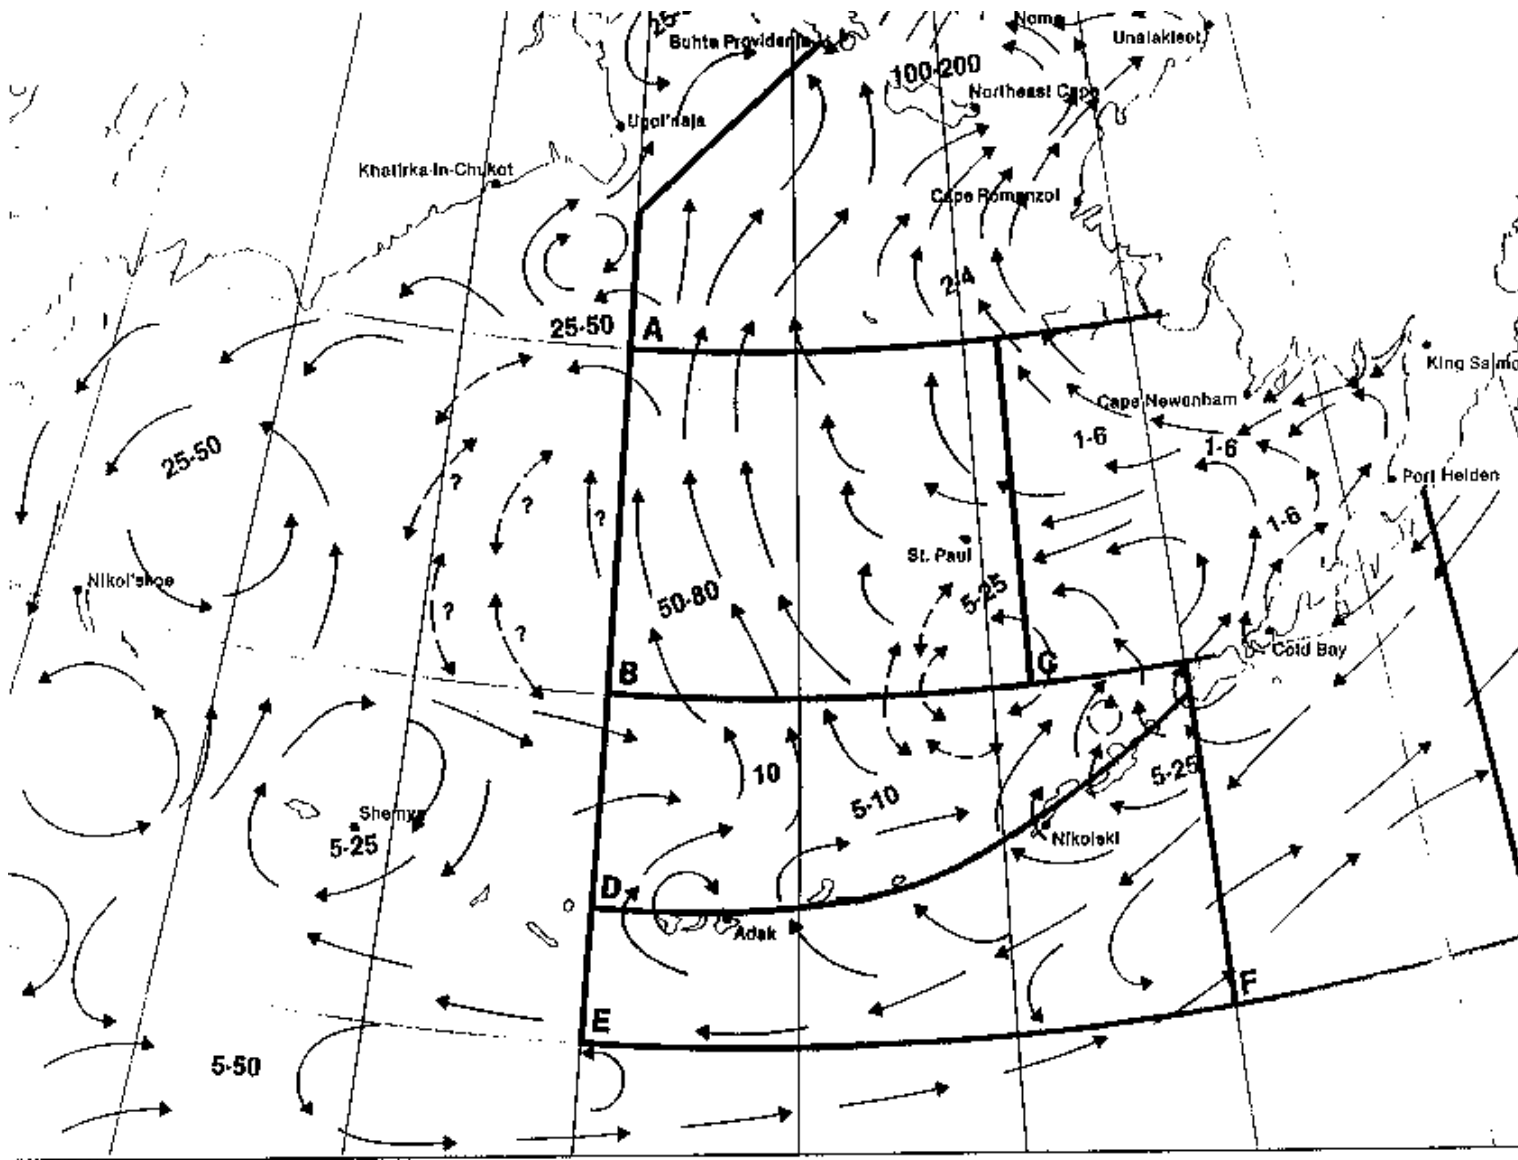 Nome
Unalakleet
Buhta Providenja
100-200
Northeast Cape
Ugol'naja
Khatirka-In-Chukot
Cape Romanzof
2-4
25-50
A
King Salmo
Cape Newenham
1-6
1-6
25-50
?
?
?
Port Heiden
1-6
St. Paul
Nikol'skoe
50-80
5-25
?
?
Cold Bay
B
C
10
5-10
5-25
Shemya
5-25
Nikolski
D
Adak
F
E
5-50